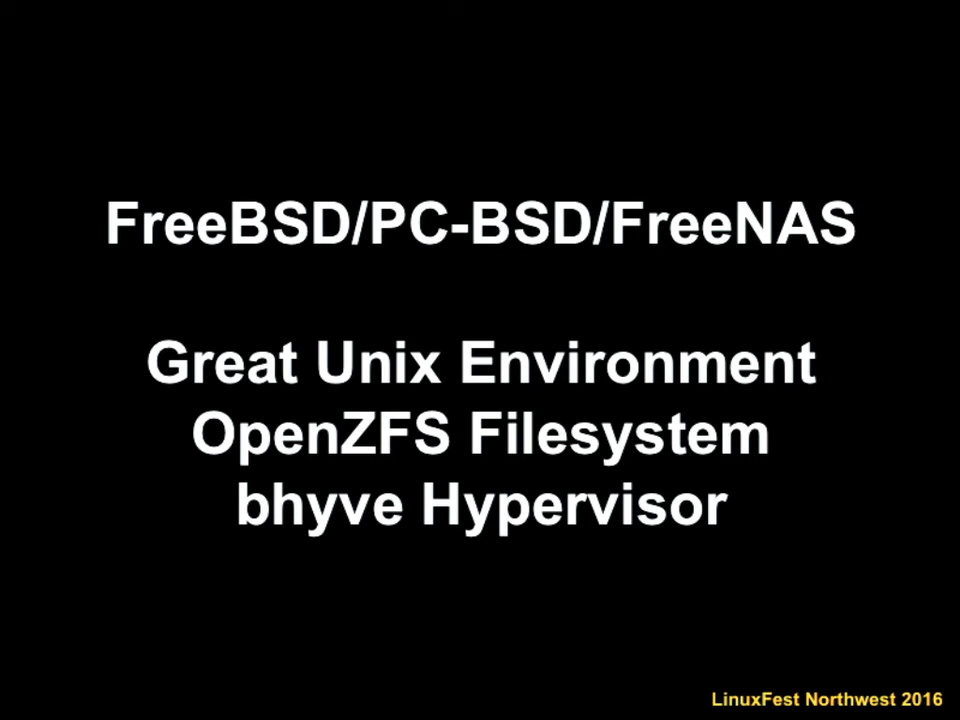 FreeBSD/PC-BSD/FreeNAS
Great Unix Environment
OpenZFS Filesystem
bhyve Hypervisor
LinuxFest Northwest 2016